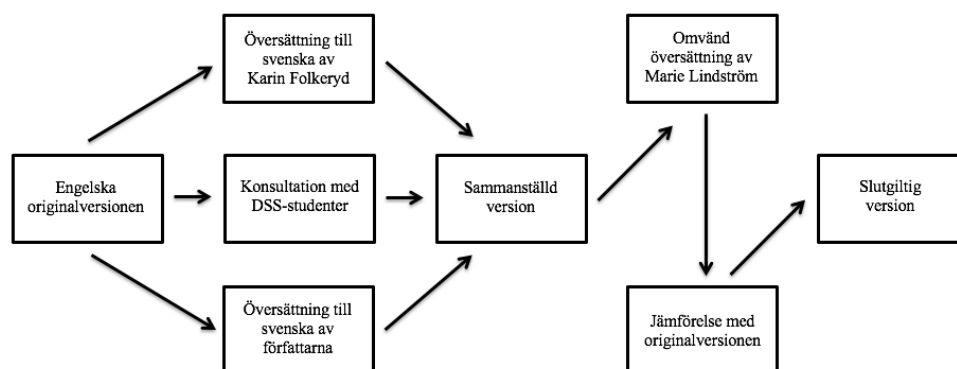 Översättning till
svenska av
Karin Folkeryd
Omvänd
översättning av
Marie Lindström
Engelska
originalversionen
Konsultation med
DSS-studenter
Sammanställd
version
Slutgiltig
version
Översättning till
svenska av
författarna
Jämförelse med
originalversionen